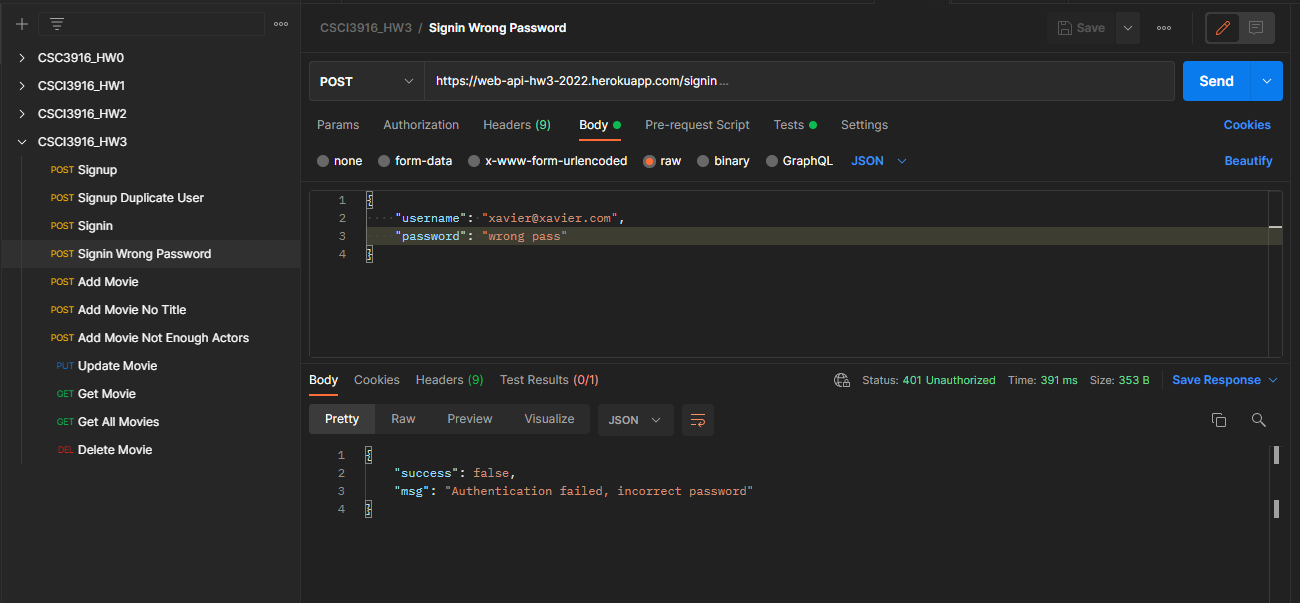 CSCI3916_HW3 / Signin Wrong Password
Save
CSC3916_HW0
CSCI3916_HW1
CSCI3916_HW2
CSCI3916_HW3
POST Signup
POST Signup Duplicate User
POST Signin
POST Signin Wrong Password
POST Add Movie
POST Add Movie No Title
POST Add Movie Not Enough Actors
PUT Update Movie
GET Get Movie
GET Get All Movies
DEL Delete Movie
POST https://web-api-hw3-2022.herokuapp.com/signin ... Send
Params Authorization Headers (9) Body Pre-request Script Tests Settings Cookies
none form-data x-www-form-urlencoded raw binary GraphQL JSON Beautify
1 {
2 "username": "xavier@xavier.com",
3 "password": "wrong pass"
4 }
Body Cookies Headers (9) Test Results (0/1) Status: 401 Unauthorized Time: 391 ms Size: 353 B Save Response
Pretty Raw Preview Visualize JSON
1 {
2 "success": false,
3 "msg": "Authentication failed, incorrect password"
4 }